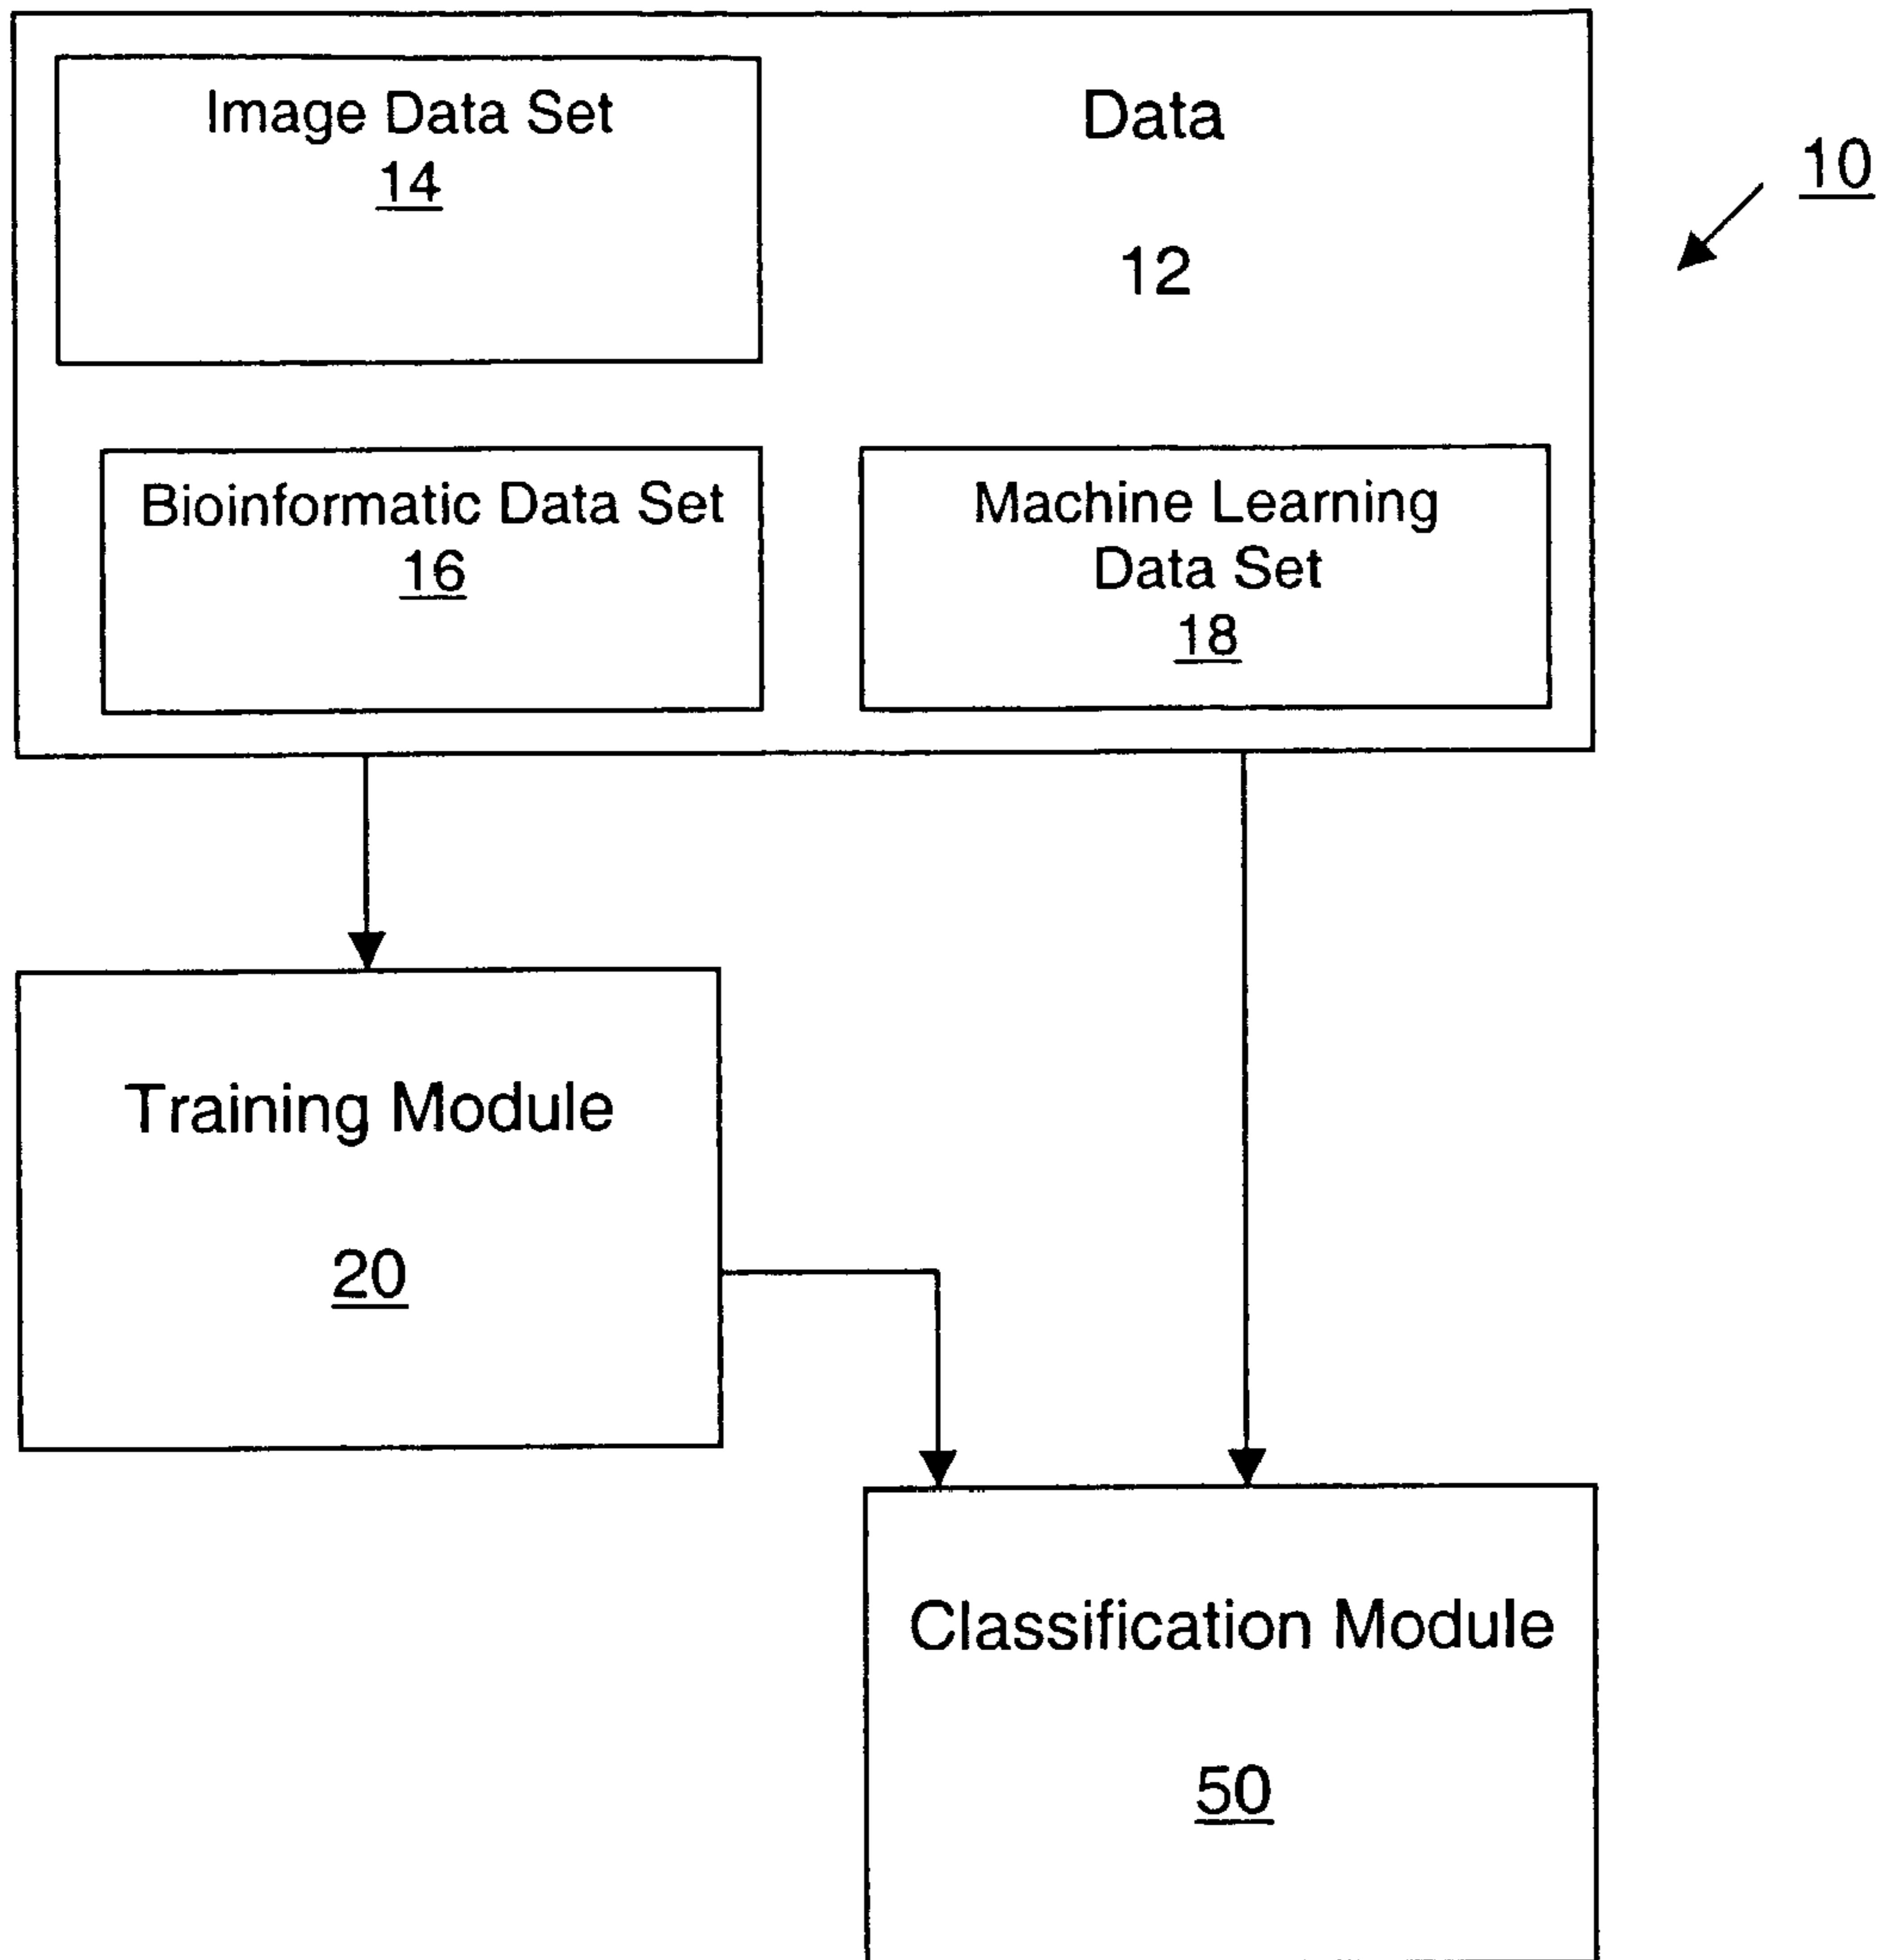 Image Data Set
14
Data
12
10
Bioinformatic Data Set
16
Machine Learning
Data Set
18
Training Module
20
Classification Module
50